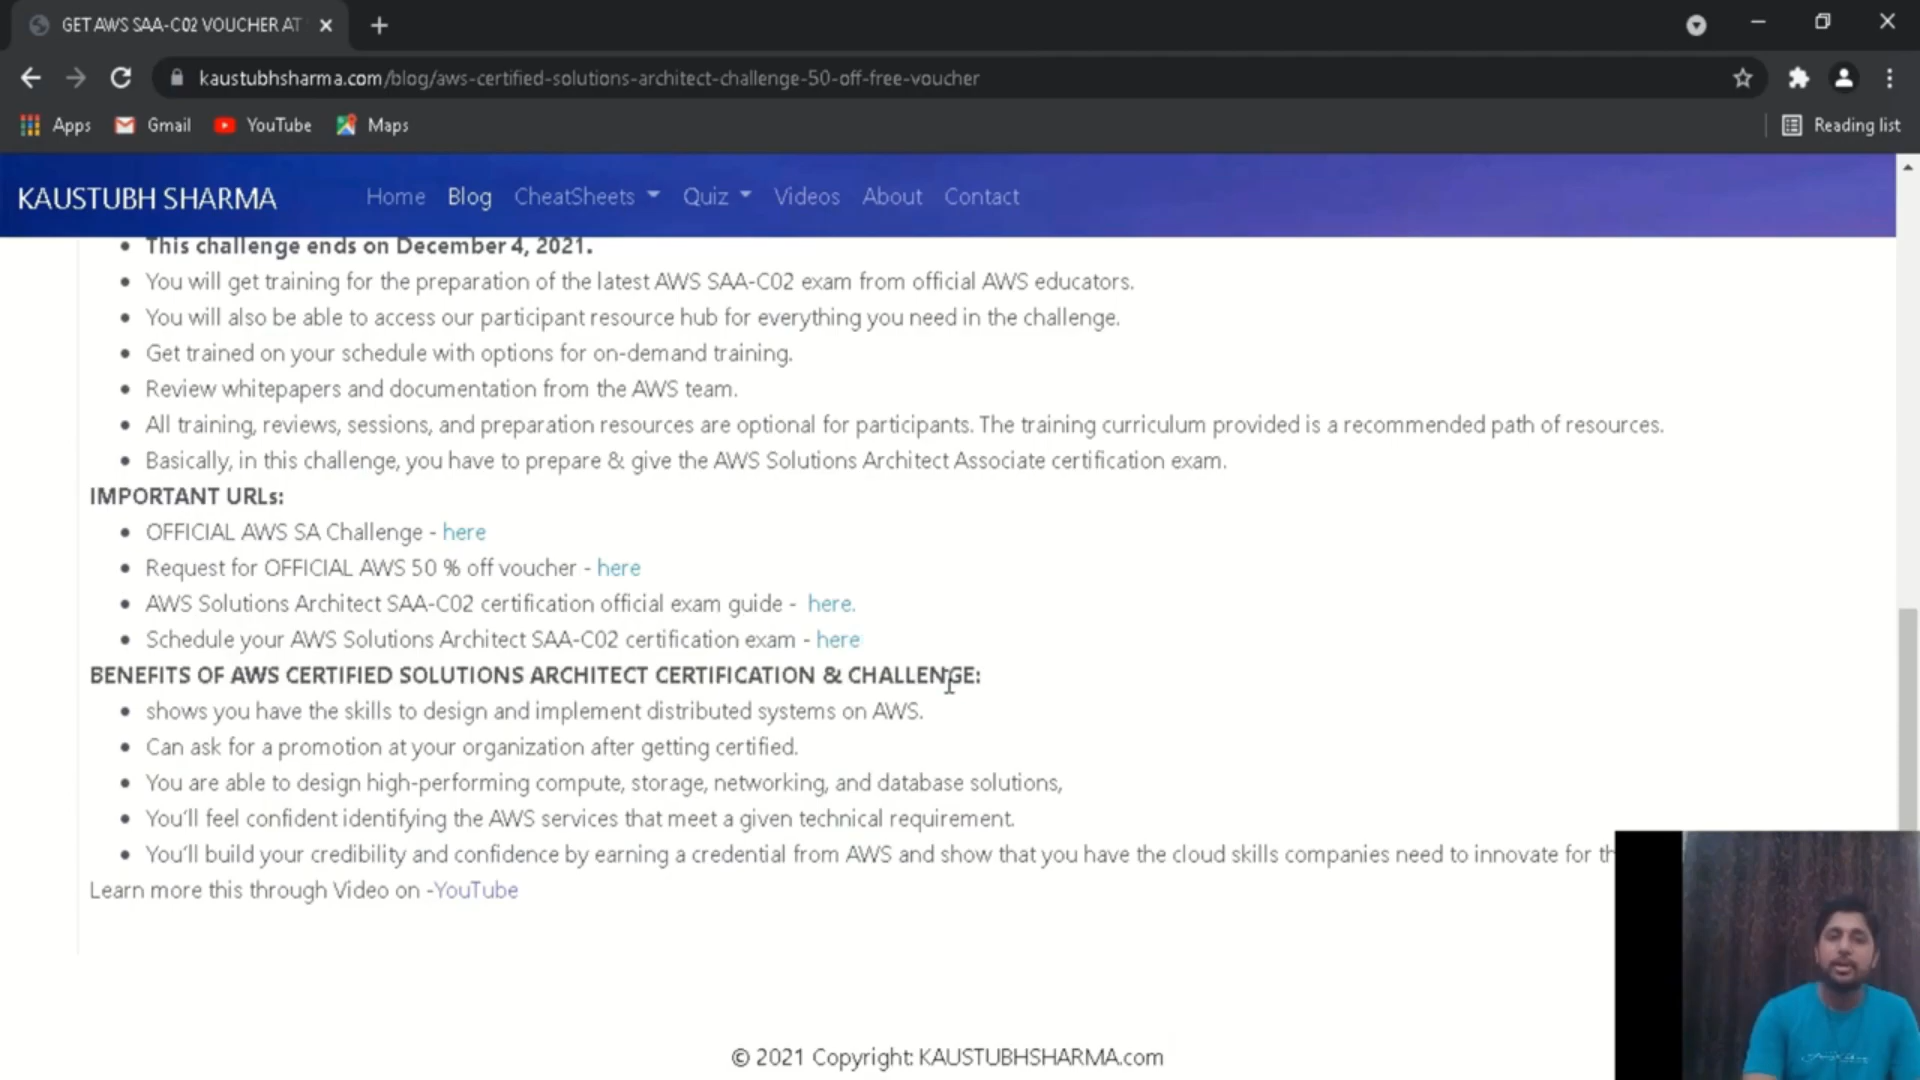 GET AWS SAA-C02 VOUCHER AT
kaustubhsharma.com/blog/aws-certified-solutions-architect-challenge-50-off-free-voucher
Apps Gmail YouTube Maps Reading list
KAUSTUBH SHARMA Home Blog CheatSheets Quiz Videos About Contact
• This challenge ends on December 4, 2021.
• You will get training for the preparation of the latest AWS SAA-C02 exam from official AWS educators.
• You will also be able to access our participant resource hub for everything you need in the challenge.
• Get trained on your schedule with options for on-demand training.
• Review whitepapers and documentation from the AWS team.
• All training, reviews, sessions, and preparation resources are optional for participants. The training curriculum provided is a recommended path of resources.
• Basically, in this challenge, you have to prepare & give the AWS Solutions Architect Associate certification exam.
IMPORTANT URLs:
• OFFICIAL AWS SA Challenge - here
• Request for OFFICIAL AWS 50 % off voucher - here
• AWS Solutions Architect SAA-C02 certification official exam guide - here.
• Schedule your AWS Solutions Architect SAA-C02 certification exam - here
BENEFITS OF AWS CERTIFIED SOLUTIONS ARCHITECT CERTIFICATION & CHALLENGE:
• shows you have the skills to design and implement distributed systems on AWS.
• Can ask for a promotion at your organization after getting certified.
• You are able to design high-performing compute, storage, networking, and database solutions,
• You'll feel confident identifying the AWS services that meet a given technical requirement.
• You'll build your credibility and confidence by earning a credential from AWS and show that you have the cloud skills companies need to innovate for th
Learn more this through Video on -YouTube
© 2021 Copyright: KAUSTUBHSHARMA.com